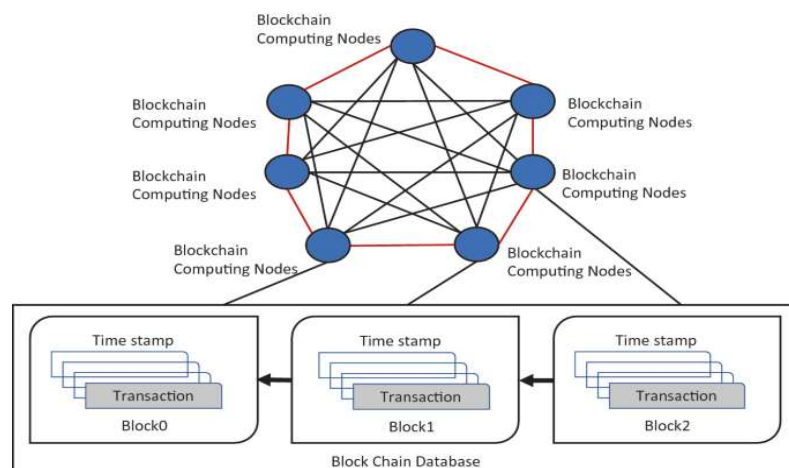 Blockchain
Computing Nodes
Blockchain
Computing Nodes
Blockchain
Computing Nodes
Blockchain
Computing Nodes
Blockchain
Computing Nodes
Blockchain
Computing Nodes
Blockchain
Computing Nodes
Time stamp
Transaction
Block0
Time stamp
Transaction
Block1
Time stamp
Transaction
Block2
Block Chain Database